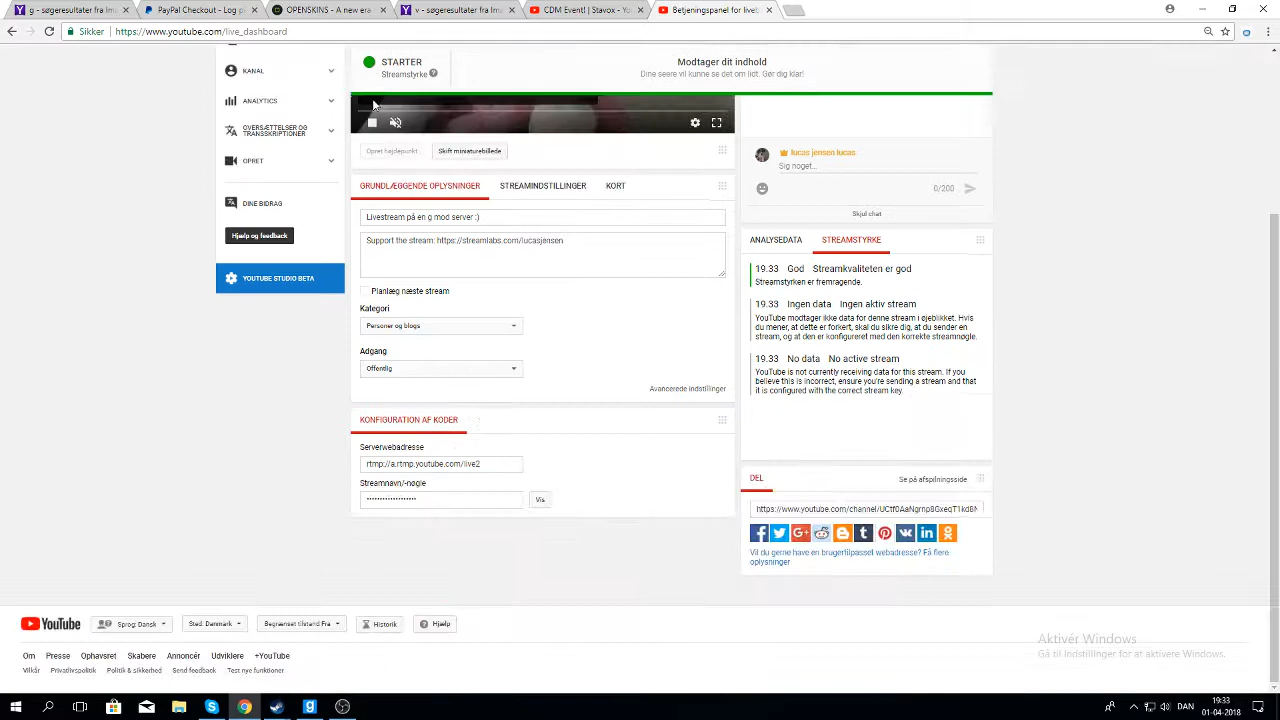 g - søgeresultater fra Im
PayPal Checkout - Log
OPENSKINS - A new era
v - søgeresultater fra Im
CDM Event! | Stavox - You
Betjeningspanel for livet
Sikker
https://www.youtube.com/live_dashboard
KANAL
ANALYTICS
OVERSÆTTELSER OG
TRANSSKRIPTIONER
OPRET
DINE BIDRAG
Hjælp og feedback
YOUTUBE STUDIO BETA
STARTER
Streamstyrke
Modtager dit indhold
Dine seere vil kunne se det om lidt. Gør dig klar!
Opret højdepunkt
Skift miniaturebillede
GRUNDLÆGGENDE OPLYSNINGER
STREAMINDSTILLINGER
KORT
Livestream på en g mod server :)
Support the stream: https://streamlabs.com/lucasjensen
Planlæg næste stream
Kategori
Personer og blogs
Adgang
Offentlig
Avancerede indstillinger
KONFIGURATION AF KODER
Serverwebadresse
rtmp://a.rtmp.youtube.com/live2
Streamnavn/-nøgle
Vis
lucas jensen lucas
Sig noget...
0/200
Skjul chat
ANALYSEDATA
STREAMSTYRKE
19.33 God Streamkvaliteten er god
Streamstyrken er fremragende.
19.33 Ingen data Ingen aktiv stream
YouTube modtager ikke data for denne stream i øjeblikket. Hvis
du mener, at dette er forkert, skal du sikre dig, at du sender en
stream, og at den er konfigureret med den korrekte streamnøgle.
19.33 No data No active stream
YouTube is not currently receiving data for this stream. If you
believe this is incorrect, ensure you're sending a stream and that
it is configured with the correct stream key.
DEL
Se på afspilningsside
https://www.youtube.com/channel/UCtf0AaNgrnp8GxeqT1kd8
Vil du gerne have en brugertilpasset webadresse? Få flere
oplysninger
YouTube
Sprog: Dansk
Sted: Danmark
Begrænset tilstand Fra
Historik
Hjælp
Om Presse Ophavsret Skabere Annoncér Udviklere +YouTube
Vilkår Privatlivspolitik Politik & sikkerhed Send feedback Test nye funktioner
Aktivér Windows
Gå til Indstillinger for at aktivere Windows.
DAN
19:33
01-04-2018